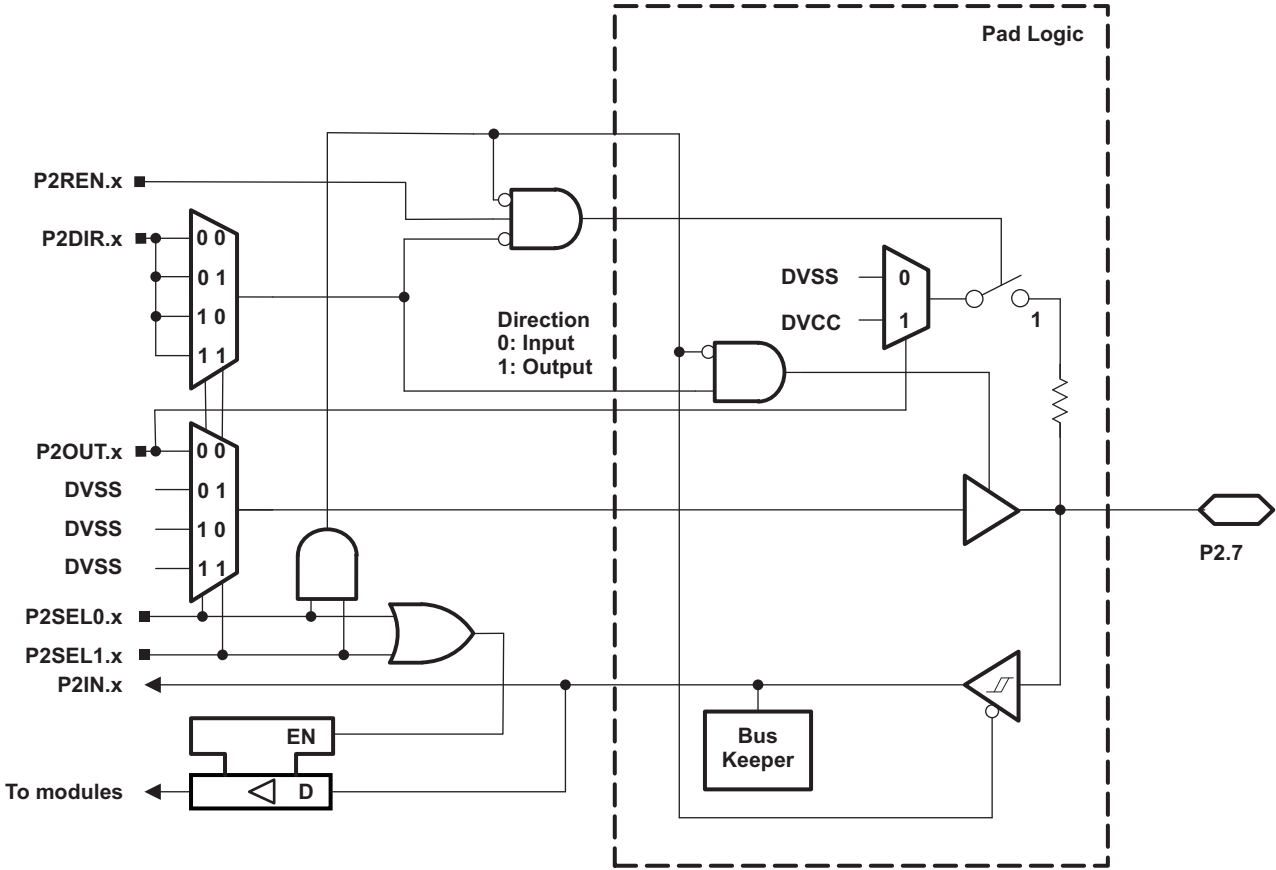 Pad Logic
P2REN.x
P2DIR.x
0 0
0 1
1 0
1 1
Direction
0: Input
1: Output
DVSS
0
DVCC
1
1
P2OUT.x
0 0
DVSS
0 1
DVSS
1 0
DVSS
1 1
P2.7
P2SEL0.x
P2SEL1.x
P2IN.x
EN
Bus
Keeper
To modules
D